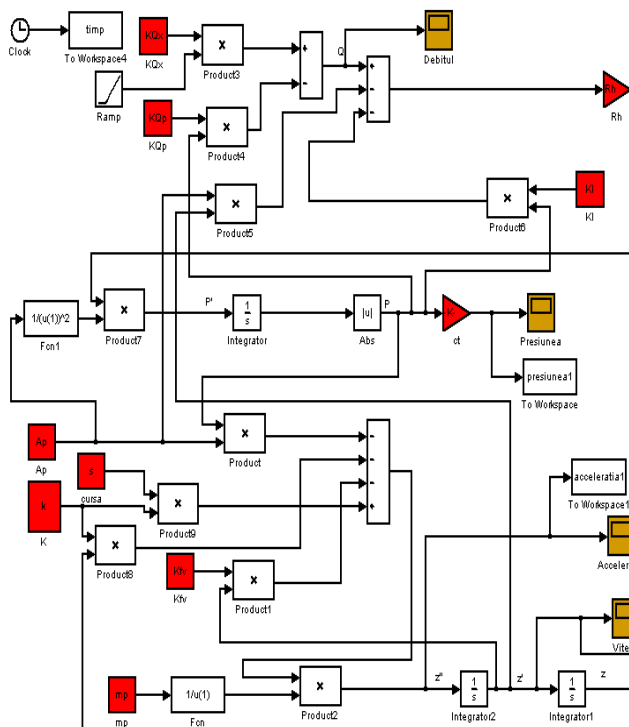 timp
Clock
To Workspace4
KQx
KQx
x
Product3
Q
Debitul
Ramp
KQp
KQp
x
Product4
Rh
Rh
x
Product5
x
Product6
Kl
Kl
1/(u(1))^2
Fcn1
x
Product7
P'
1
s
Integrator
|u|
Abs
P
K
ct
Presiunea
presiunea1
To Workspace
Ap
Ap
x
Product
s
cursa
k
K
x
Product9
x
Product8
acceleratia1
To Workspace1
Acceler
Kfv
Kfv
x
Product1
Vite
mp
mp
1/u(1)
Fcn
x
Product2
z"
1
s
Integrator2
z'
1
s
Integrator1
z